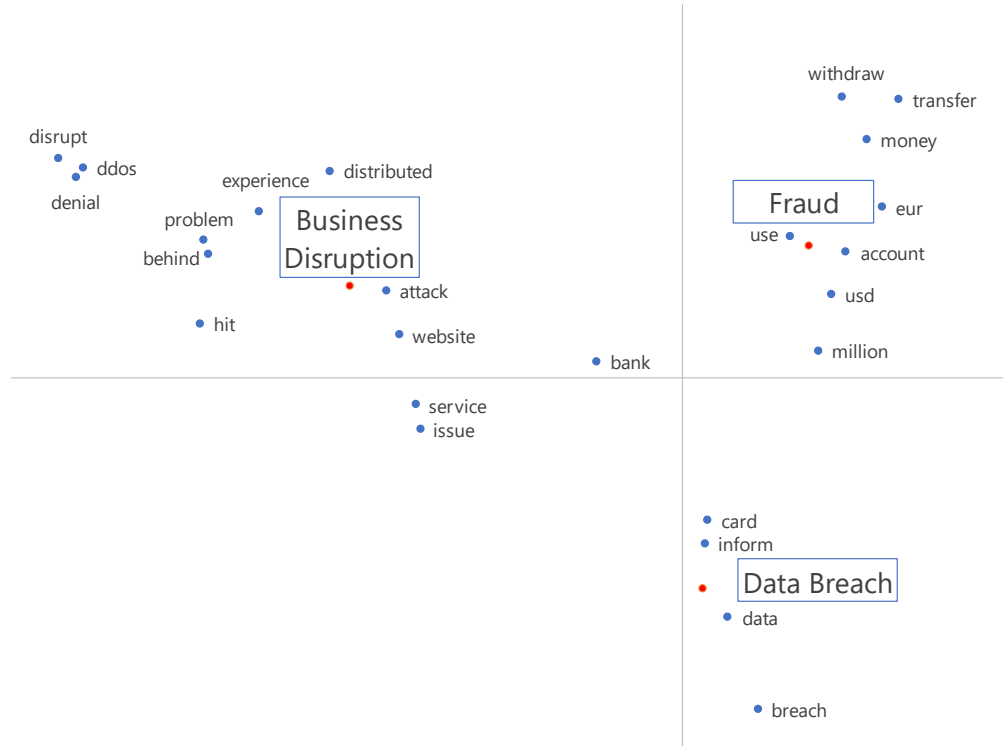 withdraw
transfer
disrupt
money
ddos
distributed
experience
denial
Fraud
eur
problem
Business
Disruption
use
behind
account
attack
usd
hit
website
million
bank
service
issue
card
inform
Data Breach
data
breach